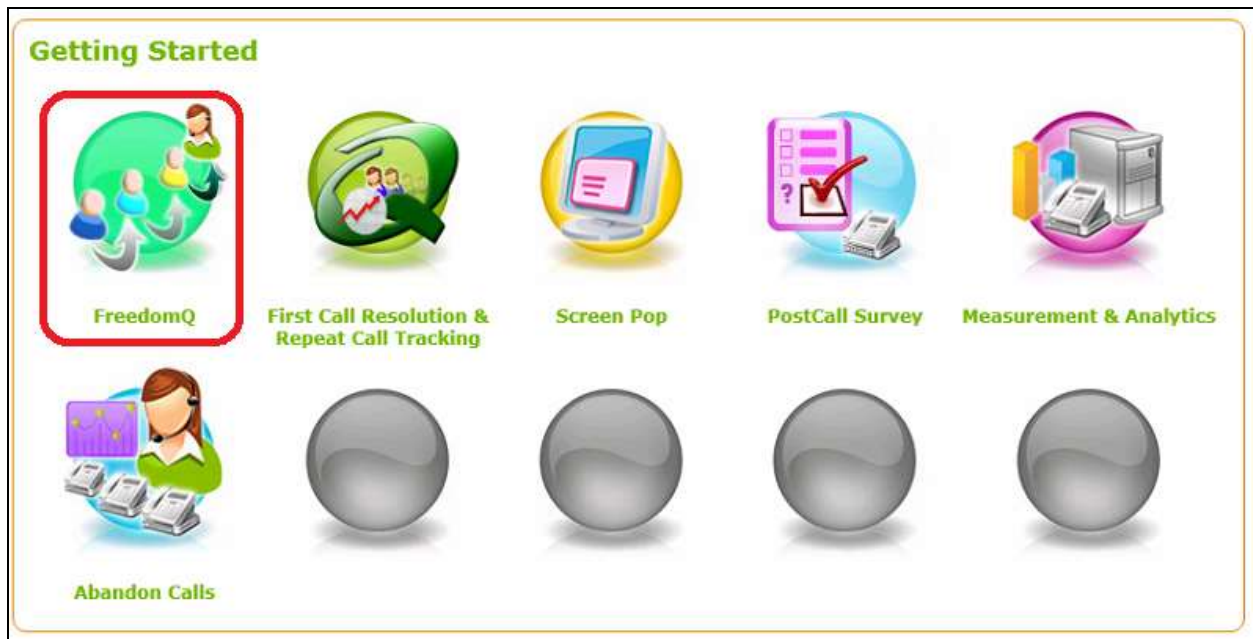 Getting Started
FreedomQ
First Call Resolution &
Repeat Call Tracking
Screen Pop
PostCall Survey
Measurement & Analytics
?
Abandon Calls